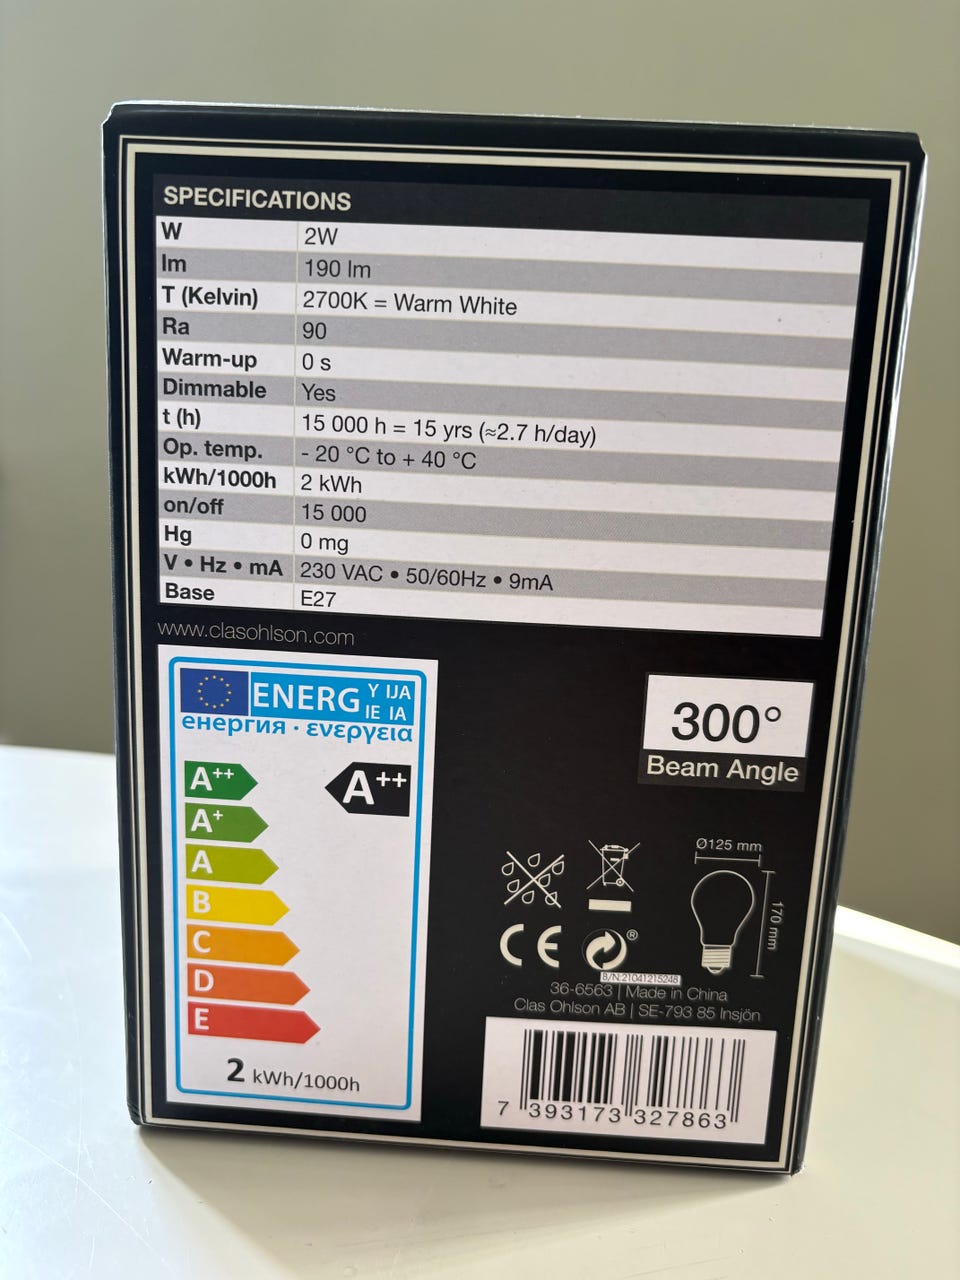 SPECIFICATIONS
W 2W
lm 190 lm
T (Kelvin) 2700K = Warm White
Ra 90
Warm-up 0 s
Dimmable Yes
t (h) 15 000 h = 15 yrs (≈2.7 h/day)
Op. temp. - 20 °C to + 40 °C
kWh/1000h 2 kWh
on/off 15 000
Hg 0 mg
V • Hz • mA 230 VAC • 50/60Hz • 9mA
Base E27
www.clasohlson.com
ENERG Y IJA
IE IA
енергия · ενεργεια
A++ A++
A+
A
B
C
D
E
2 kWh/1000h
300°
Beam Angle
Ø125 mm
170 mm
CE ®
B/N:21041215246
36-6563 | Made in China
Clas Ohlson AB | SE-793 85 Insjön
7 393173 327863